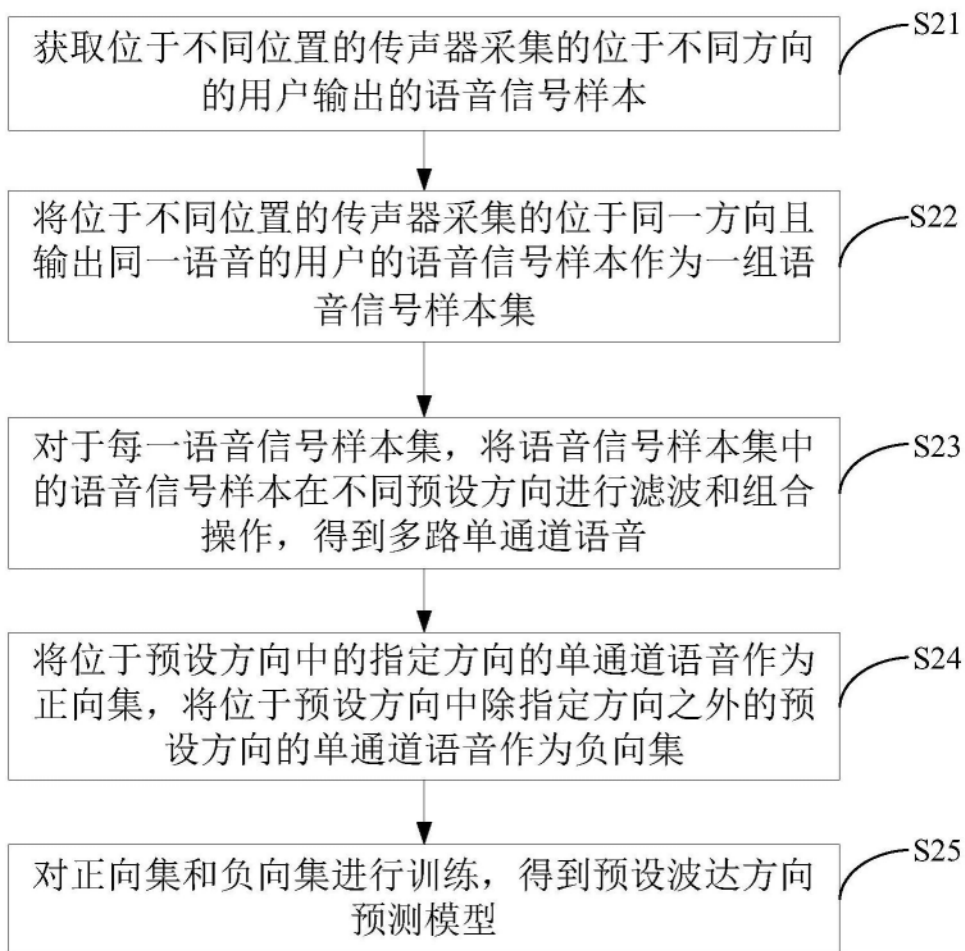 获取位于不同位置的传声器采集的位于不同方向
的用户输出的语音信号样本
S21
将位于不同位置的传声器采集的位于同一方向且
输出同一语音的用户的语音信号样本作为一组语
音信号样本集
S22
对于每一语音信号样本集，将语音信号样本集中
的语音信号样本在不同预设方向进行滤波和组合
操作，得到多路单通道语音
S23
将位于预设方向中的指定方向的单通道语音作为
正向集，将位于预设方向中除指定方向之外的预
设方向的单通道语音作为负向集
S24
对正向集和负向集进行训练，得到预设波达方向
预测模型
S25